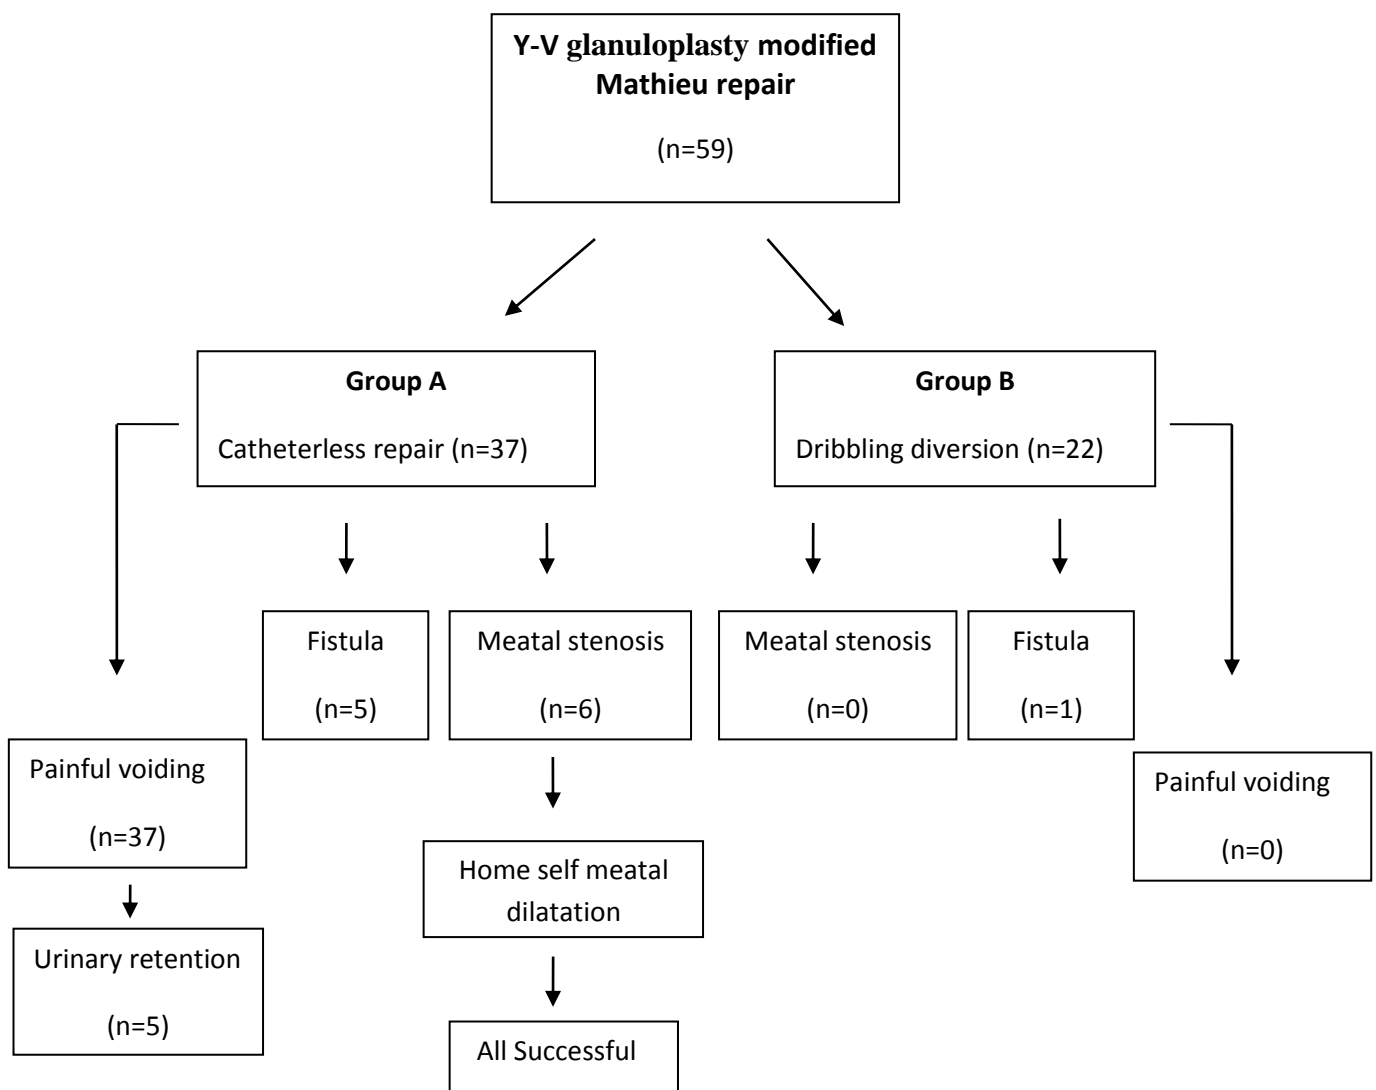 Y-V glanuloplasty modified
Mathieu repair
(n=59)
Group A
Catheterless repair (n=37)
Group B
Dribbling diversion (n=22)
Fistula
(n=5)
Meatal stenosis
(n=6)
Meatal stenosis
(n=0)
Fistula
(n=1)
Painful voiding
(n=37)
Painful voiding
(n=0)
Home self meatal
dilatation
Urinary retention
(n=5)
All Successful